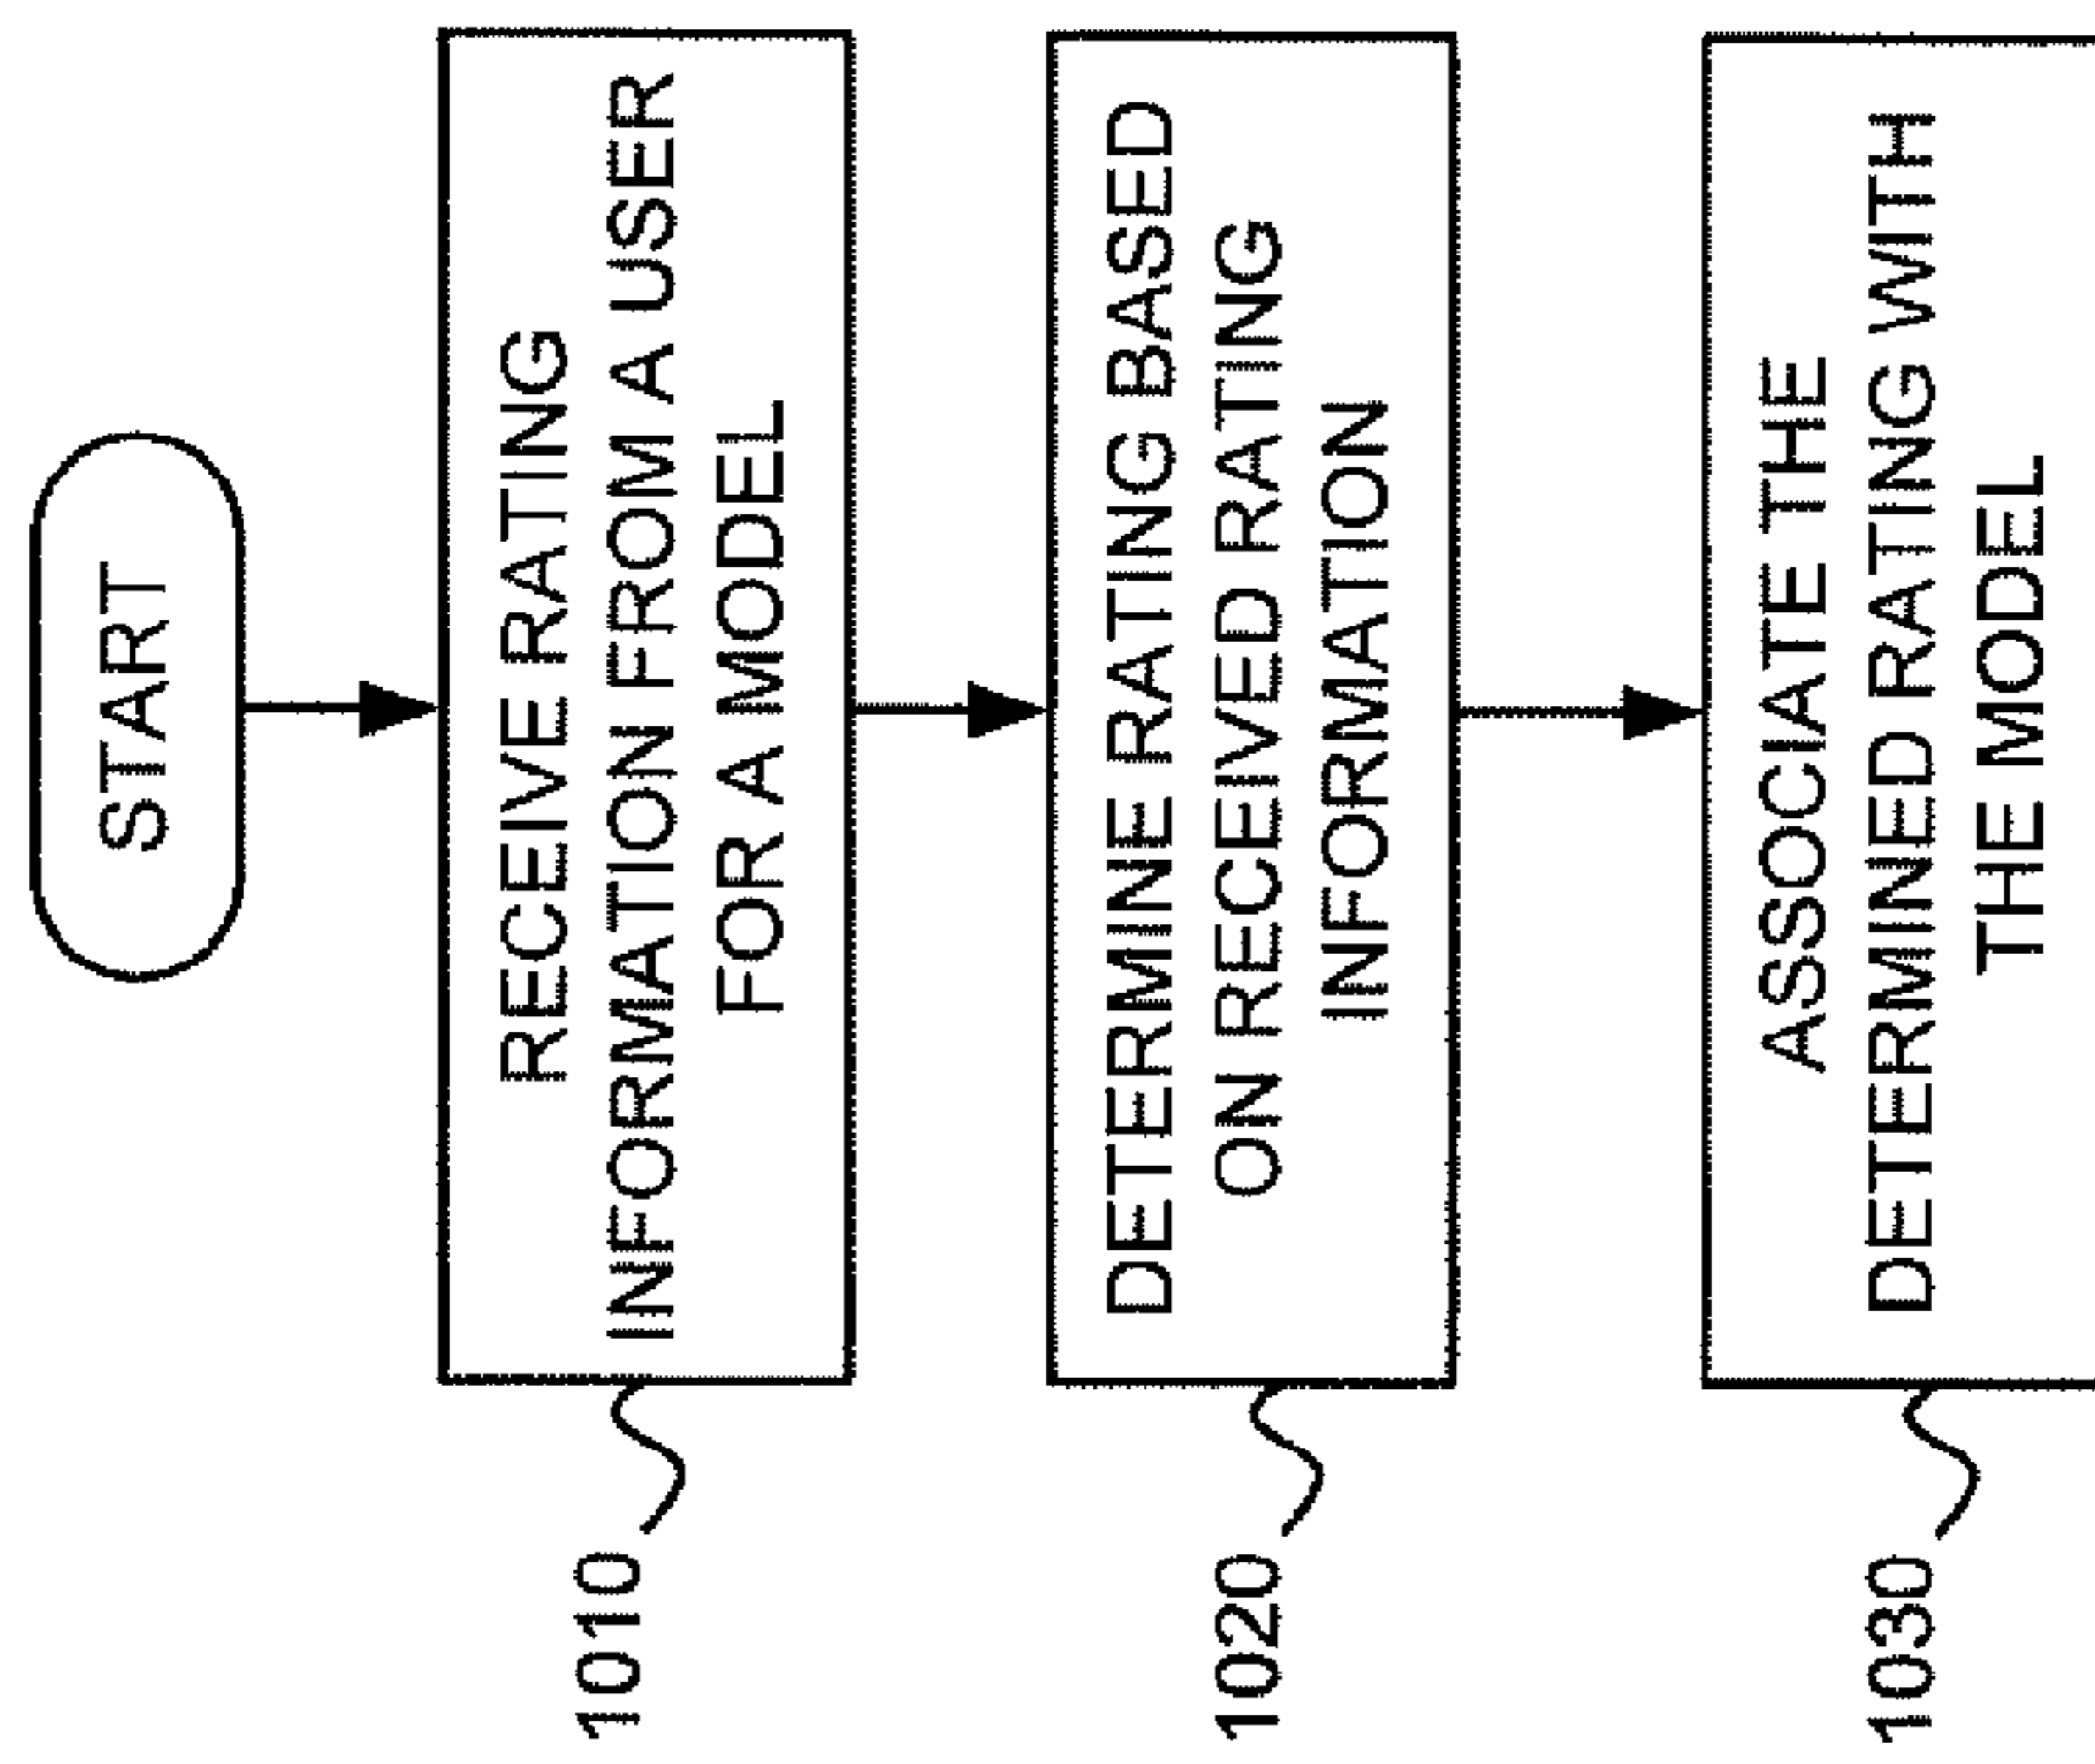 START
RECEIVE RATING
INFORMATION FROM A USER
FOR A MODEL
1010
DETERMINE RATING BASED
ON RECEIVED RATING
INFORMATION
1020
ASSOCIATE THE
DETERMINED RATING WITH
THE MODEL
1030